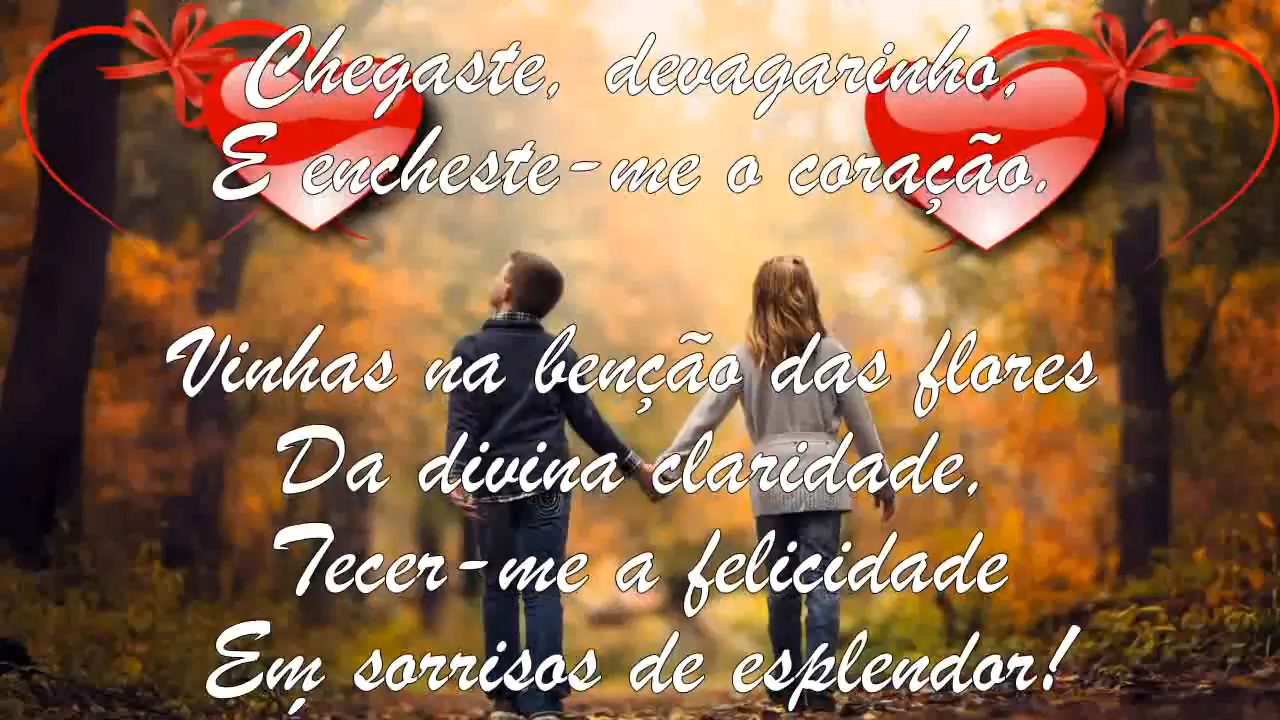 Chegaste, devagarinho,
E encheste-me o coração.
Vinhas na benção das flores
Da divina claridade,
Tecer-me a felicidade
Em sorrisos de esplendor!